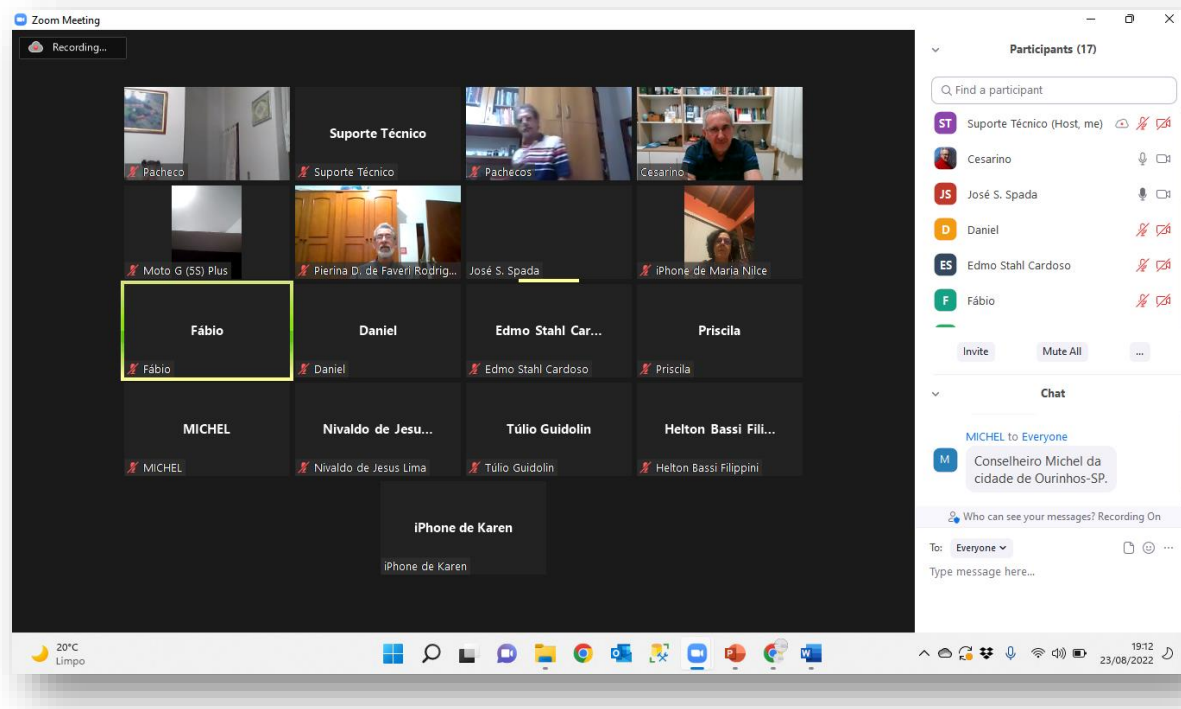 Zoom Meeting
Recording...
Pacheco
Suporte Técnico
Suporte Técnico
Pachecos
Cesarino
Moto G (5S) Plus
Pierina D. de Faveri Rodrig...
José S. Spada
iPhone de Maria Nilce
Fábio
Fábio
Daniel
Daniel
Edmo Stahl Car...
Edmo Stahl Cardoso
Priscila
Priscila
MICHEL
MICHEL
Nivaldo de Jesu...
Nivaldo de Jesus Lima
Túlio Guidolin
Túlio Guidolin
Helton Bassi Fili...
Helton Bassi Filippini
iPhone de Karen
iPhone de Karen
Participants (17)
Find a participant
ST Suporte Técnico (Host, me)
Cesarino
JS José S. Spada
D Daniel
ES Edmo Stahl Cardoso
F Fábio
Invite Mute All ...
Chat
MICHEL to Everyone
M Conselheiro Michel da
cidade de Ourinhos-SP.
Who can see your messages? Recording On
To: Everyone
Type message here...
20°C
Limpo
19:12
23/08/2022